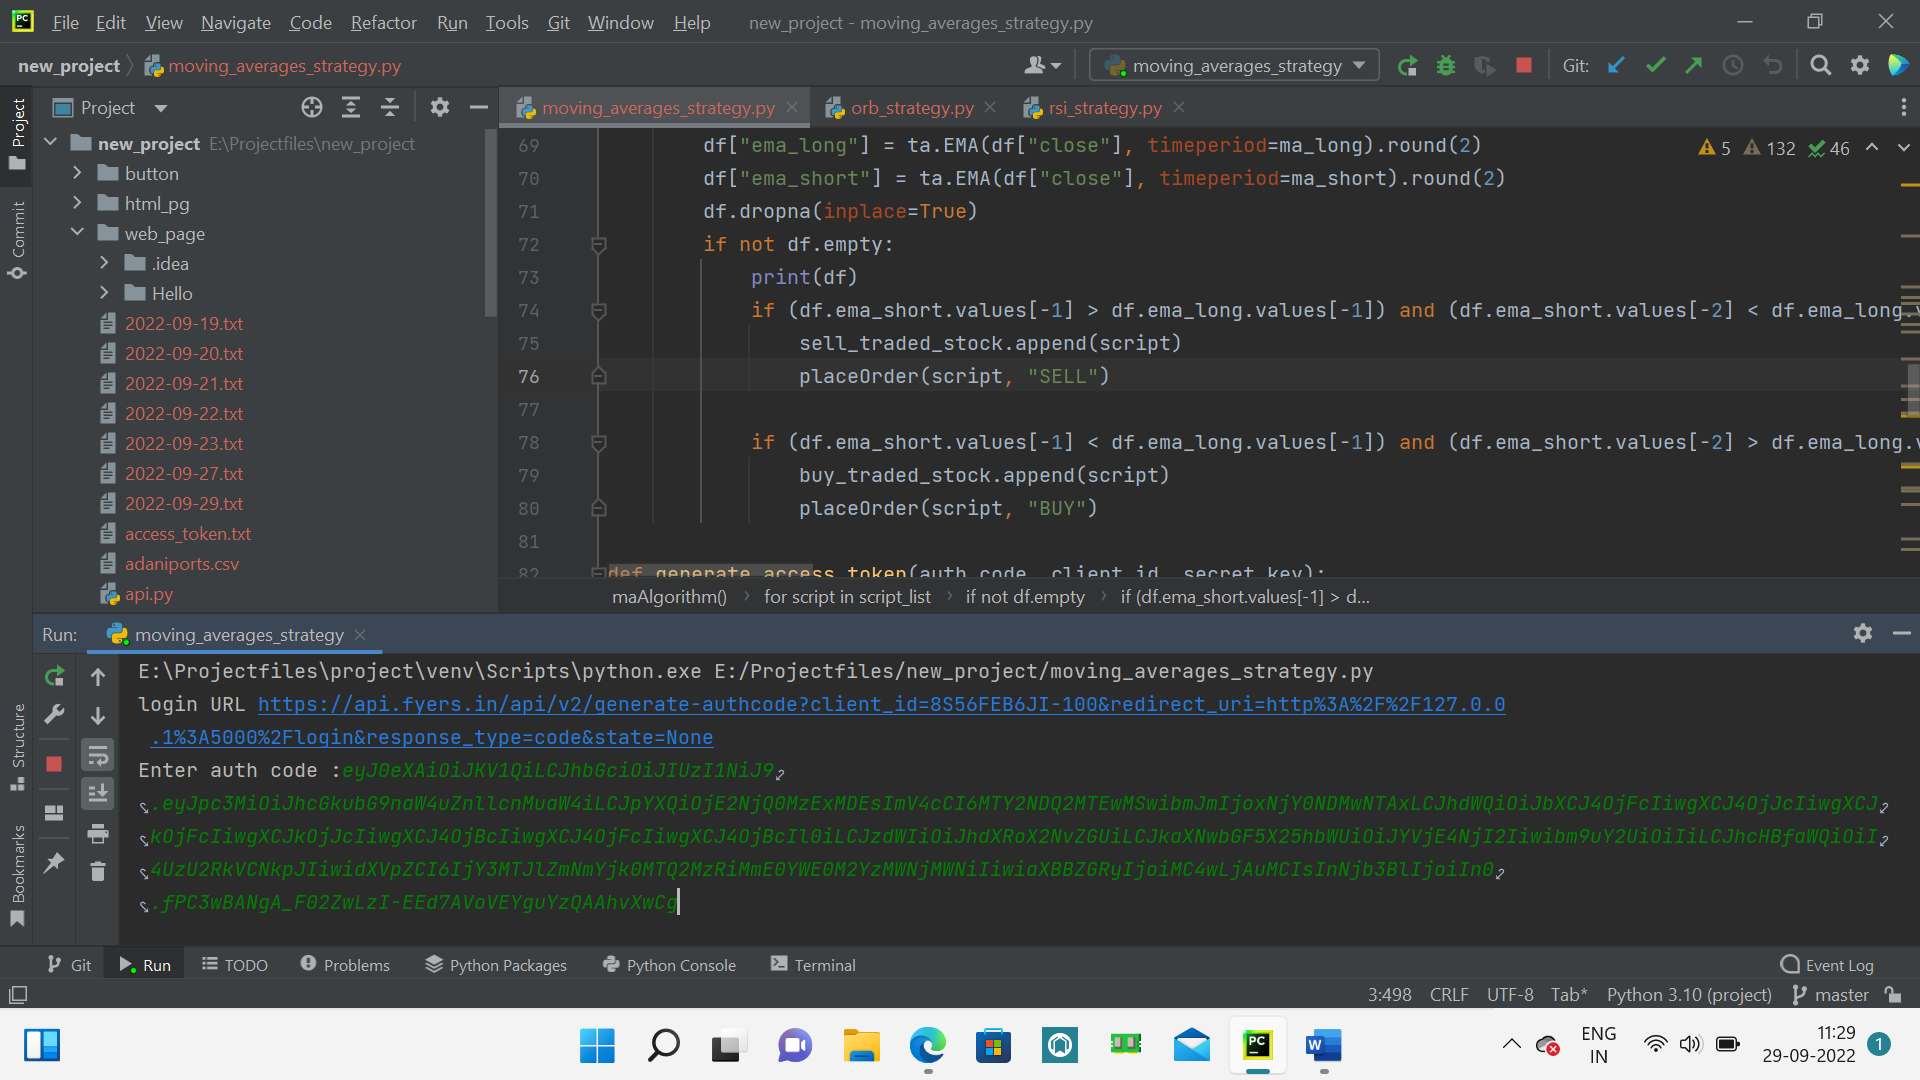 File Edit View Navigate Code Refactor Run Tools Git Window Help new_project - moving_averages_strategy.py
new_project moving_averages_strategy.py moving_averages_strategy Git:
Project
moving_averages_strategy.py orb_strategy.py rsi_strategy.py
Project
Commit
new_project E:\Projectfiles\new_project
button
html_pg
web_page
.idea
Hello
2022-09-19.txt
2022-09-20.txt
2022-09-21.txt
2022-09-22.txt
2022-09-23.txt
2022-09-27.txt
2022-09-29.txt
access_token.txt
adaniports.csv
api.py
5 132 46
69 df["ema_long"] = ta.EMA(df["close"], timeperiod=ma_long).round(2)
70 df["ema_short"] = ta.EMA(df["close"], timeperiod=ma_short).round(2)
71 df.dropna(inplace=True)
72 if not df.empty:
73 print(df)
74 if (df.ema_short.values[-1] > df.ema_long.values[-1]) and (df.ema_short.values[-2] < df.ema_long.
75 sell_traded_stock.append(script)
76 placeOrder(script, "SELL")
77
78 if (df.ema_short.values[-1] < df.ema_long.values[-1]) and (df.ema_short.values[-2] > df.ema_long.
79 buy_traded_stock.append(script)
80 placeOrder(script, "BUY")
81
82 def generate_access_token(auth_code, client_id, secret_key):
maAlgorithm() for script in script_list if not df.empty if (df.ema_short.values[-1] > d...
Run: moving_averages_strategy
E:\Projectfiles\project\venv\Scripts\python.exe E:/Projectfiles/new_project/moving_averages_strategy.py
login URL https://api.fyers.in/api/v2/generate-authcode?client_id=8S56FEB6JI-100&redirect_uri=http%3A%2F%2F127.0.0
.1%3A5000%2Flogin&response_type=code&state=None
Enter auth code :eyJ0eXAiOiJKV1QiLCJhbGciOiJIUzI1NiJ9
Structure
Bookmarks
Git Run TODO Problems Python Packages Python Console Terminal Event Log
3:498 CRLF UTF-8 Tab* Python 3.10 (project) master
ENG
IN
11:29
29-09-2022
1